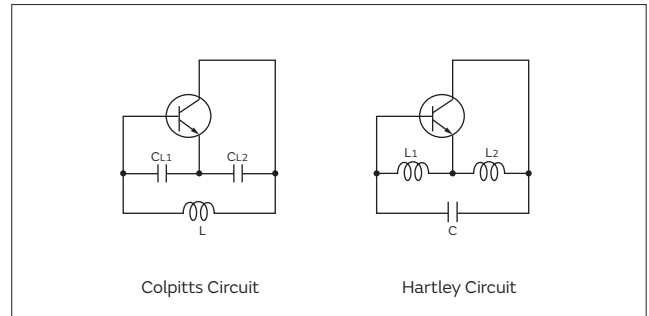 CL1 CL2
L
Colpitts Circuit
L1 L2
C
Hartley Circuit